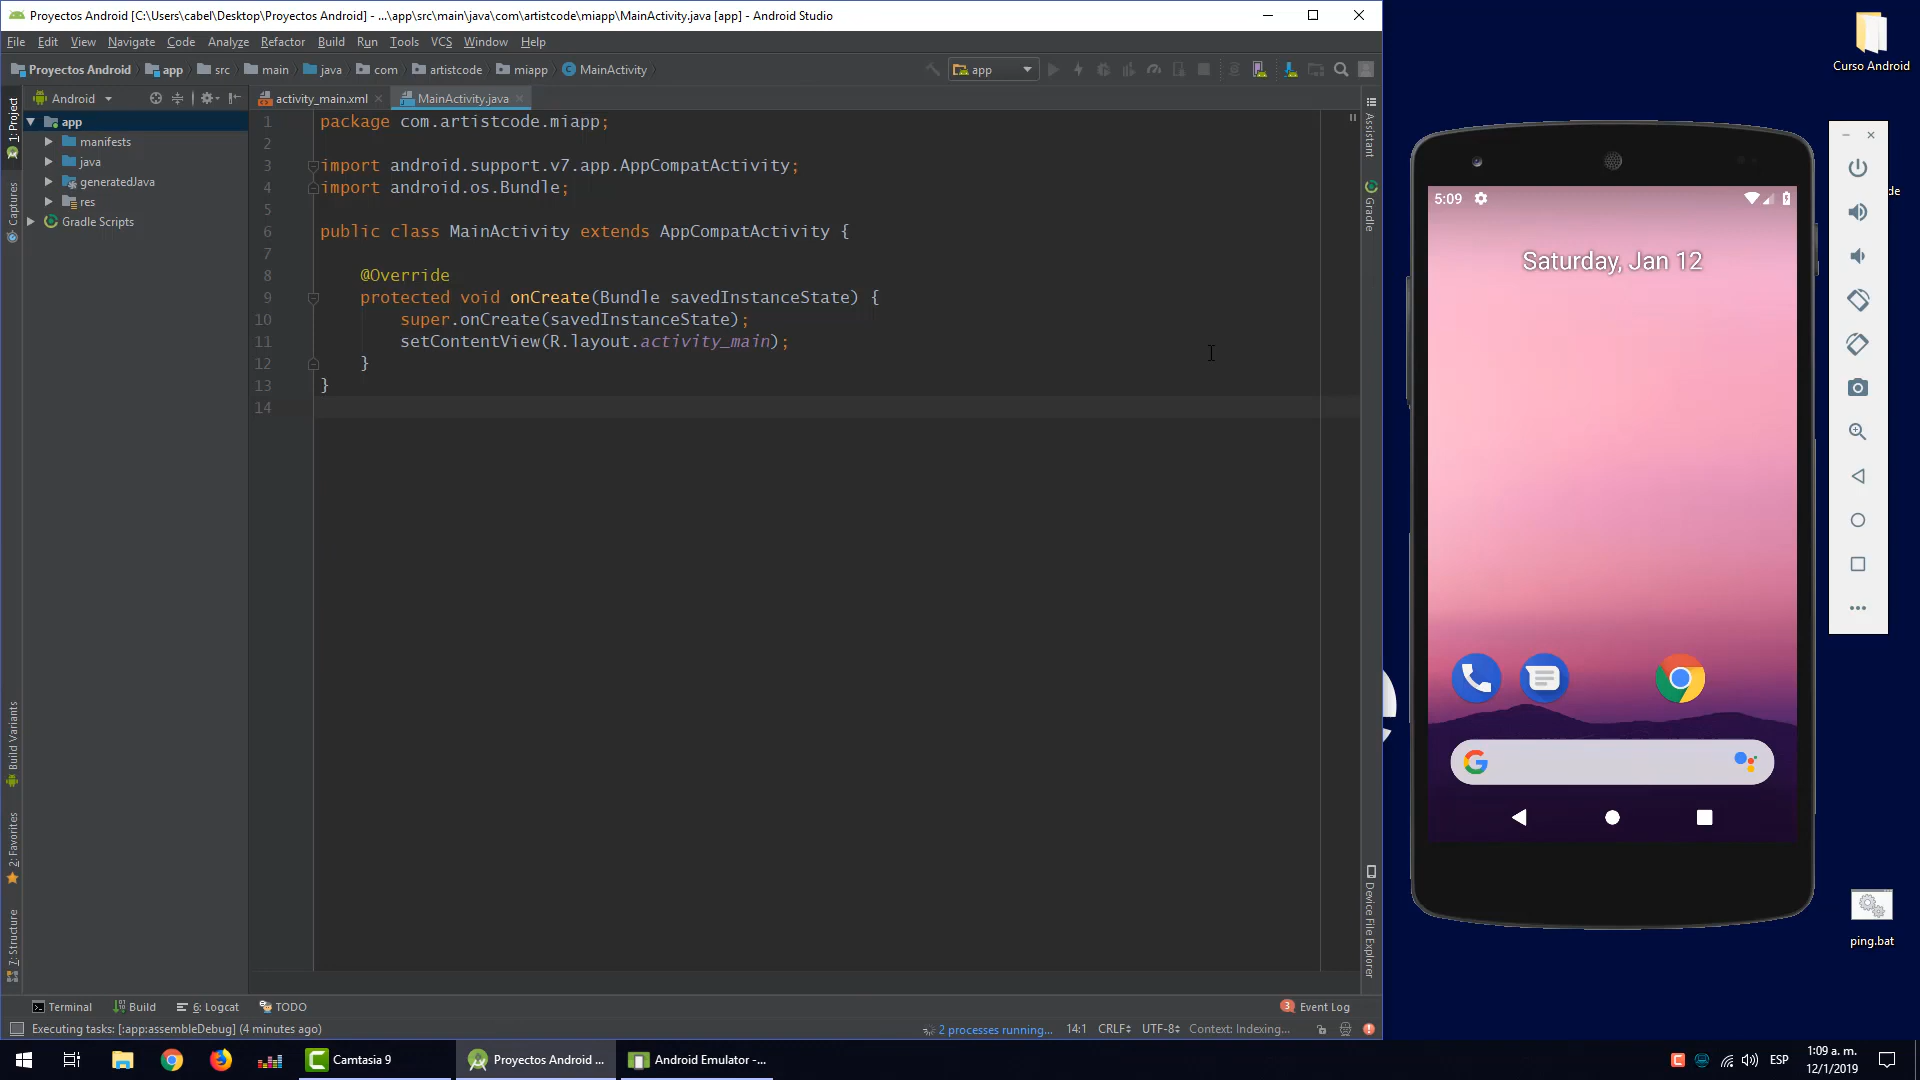 Proyectos Android [C:\Users\cabel\Desktop\Proyectos Android] - ...\app\src\main\java\com\artistcode\miapp\MainActivity.java [app] - Android Studio
File Edit View Navigate Code Analyze Refactor Build Run Tools VCS Window Help
Proyectos Android app src main java com artistcode miapp MainActivity
app
Android
activity_main.xml
MainActivity.java
1: Project
Captures
Build Variants
2: Favorites
7: Structure
app
manifests
java
generatedJava
res
Gradle Scripts
1 package com.artistcode.miapp;
2
3 import android.support.v7.app.AppCompatActivity;
4 import android.os.Bundle;
5
6 public class MainActivity extends AppCompatActivity {
7
8 @Override
9 protected void onCreate(Bundle savedInstanceState) {
10 super.onCreate(savedInstanceState);
11 setContentView(R.layout.activity_main);
12 }
13 }
14
Assistant
Gradle
Device File Explorer
Terminal Build 6: Logcat TODO
3 Event Log
Executing tasks: [:app:assembleDebug] (4 minutes ago)
2 processes running... 14:1 CRLF UTF-8 Context: Indexing...
5:09
Saturday, Jan 12
Curso Android
de
ping.bat
Camtasia 9
Proyectos Android ...
Android Emulator -...
ESP
1:09 a. m.
12/1/2019